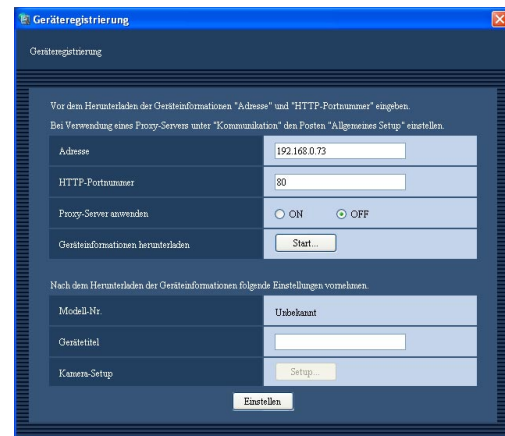 Geräteregistrierung
Geräteregistrierung
Vor dem Herunterladen der Geräteinformationen "Adresse" und "HTTP-Portnummer" eingeben.
Bei Verwendung eines Proxy-Servers unter "Kommunikation" den Posten "Allgemeines Setup" einstellen.
Adresse 192.168.0.73
HTTP-Portnummer 80
Proxy-Server anwenden ON OFF
Geräteinformationen herunterladen Start...
Nach dem Herunterladen der Geräteinformationen folgende Einstellungen vornehmen.
Modell-Nr. Unbekannt
Gerätetitel
Kamera-Setup Setup...
Einstellen